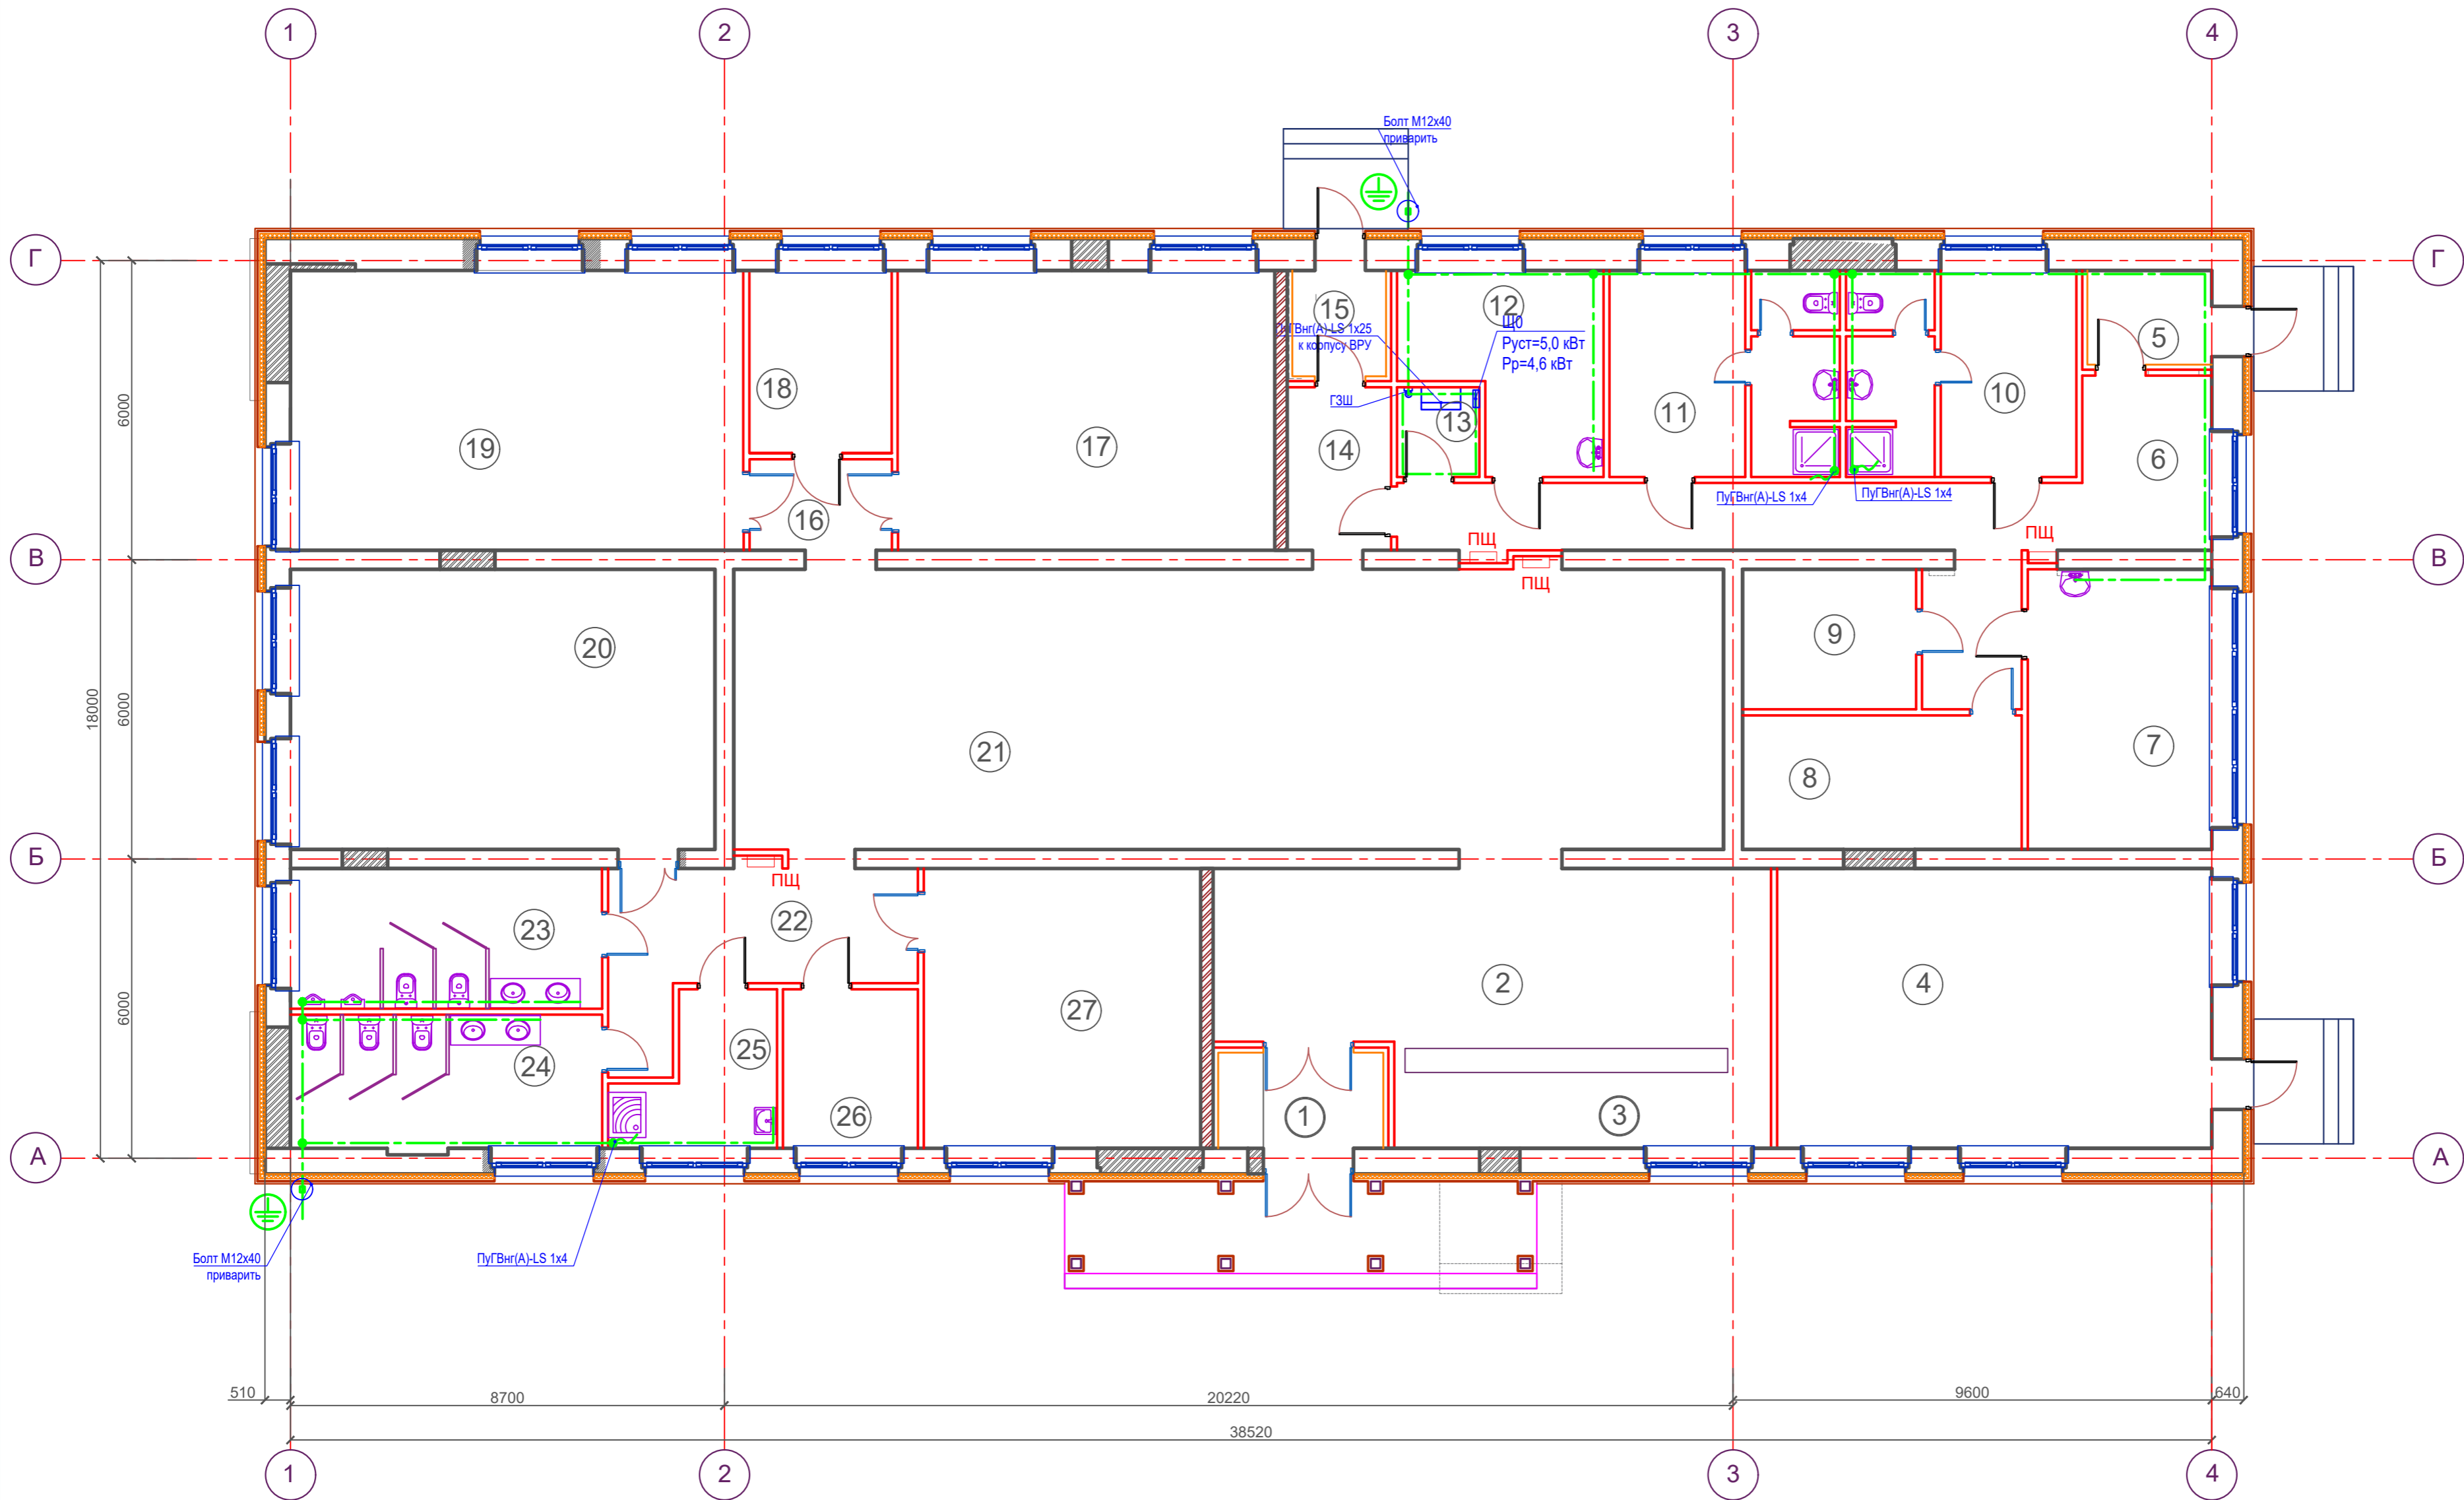 1
2
3
4
Болт М12х40
приварить
Г
Г
15
12
ПуГВнг(А)-LS 1х25
к корпусу ВРУ
ЩО
Руст=5,0 кВт
Рр=4,6 кВт
5
18
ГЗШ
13
11
10
6000
19
17
14
6
16
ПуГВнг(А)-LS 1х4
ПуГВнг(А)-LS 1х4
ПЩ
ПЩ
ПЩ
В
В
20
9
18000
6000
21
7
8
Б
Б
ПЩ
22
23
2
4
6000
27
25
24
26
1
3
А
А
Болт М12х40
приварить
ПуГВнг(А)-LS 1х4
510
8700
20220
9600
640
38520
1
2
3
4